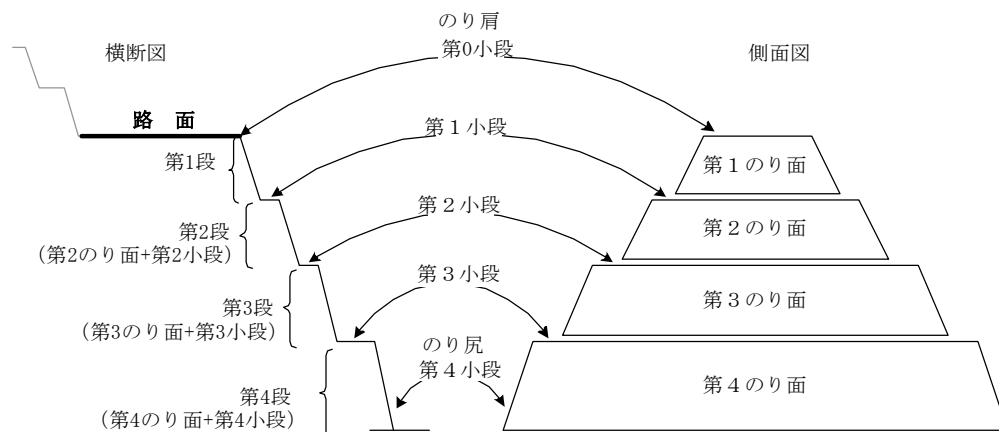 のり肩
横断図
第0小段
側面図
路　面
第１小段
第1段
第１のり面
第２小段
第2段
(第2のり面+第2小段)
第２のり面
第３小段
第3段
(第3のり面+第3小段)
第３のり面
のり尻
第４小段
第4段
(第4のり面+第4小段)
第４のり面